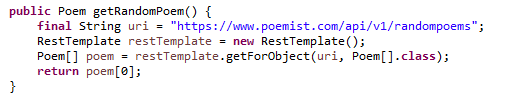 public Poem getRandomPoem() {
    final String uri = "https://www.poemist.com/api/v1/randompoems";
    RestTemplate restTemplate = new RestTemplate();
    Poem[] poem = restTemplate.getForObject(uri, Poem[].class);
    return poem[0];
}